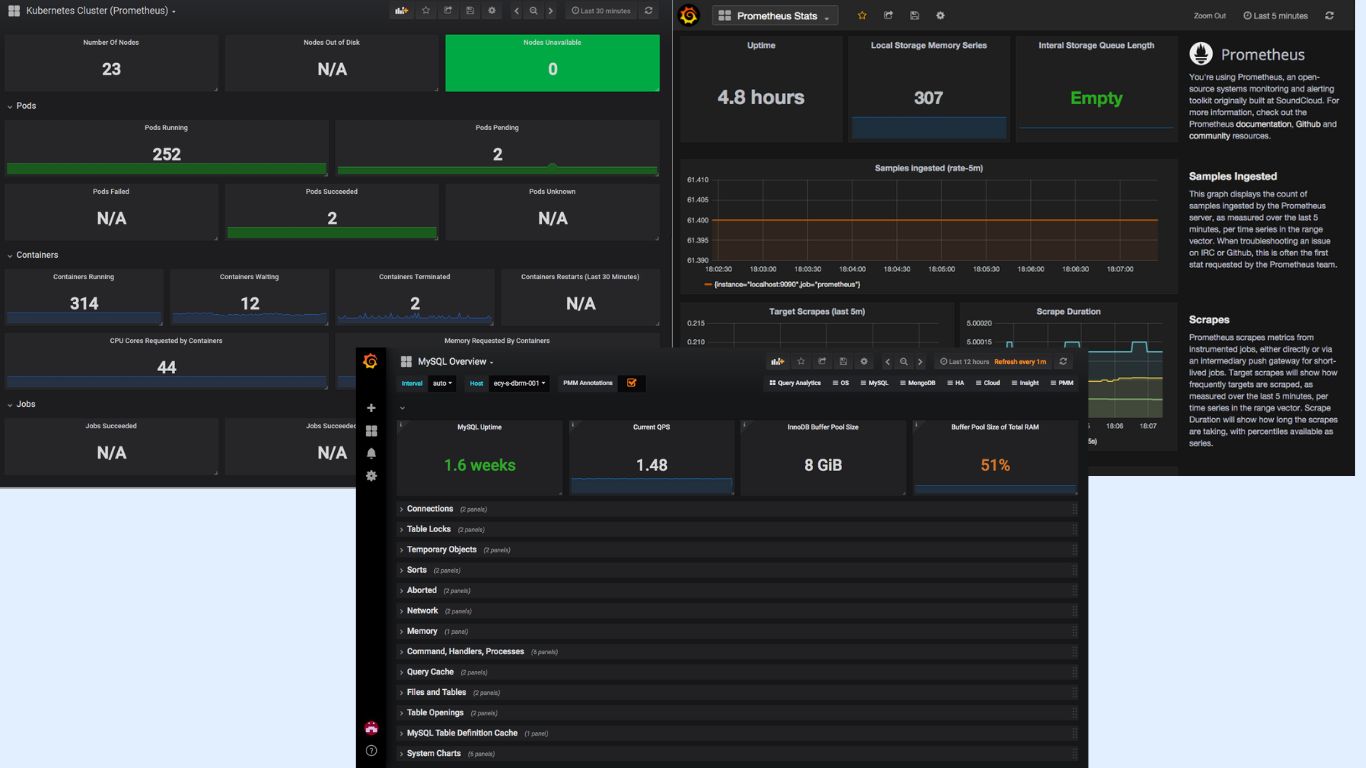 Kubernetes Cluster (Prometheus)
Last 30 minutes
Number Of Nodes
23
Nodes Out of Disk
N/A
Nodes Unavailable
0
Pods
Pods Running
252
Pods Pending
2
Pods Failed
N/A
Pods Succeeded
2
Pods Unknown
N/A
Containers
Containers Running
314
Containers Waiting
12
Containers Terminated
2
Containers Restarts (Last 30 Minutes)
N/A
CPU Cores Requested by Containers
44
Memory Requested By Containers
Jobs
Jobs Succeeded
N/A
Jobs Succeeded
N/A
Prometheus Stats
Zoom Out
Last 5 minutes
Uptime
4.8 hours
Local Storage Memory Series
307
Interal Storage Queue Length
Empty
Prometheus
You're using Prometheus, an open-
source systems monitoring and alerting
toolkit originally built at SoundCloud. For
more information, check out the
Prometheus documentation, Github and
community resources.
Samples ingested (rate-5m)
61.410
61.405
61.400
61.395
61.390
18:02:30 18:03:00 18:03:30 18:04:00 18:04:30 18:05:00 18:05:30 18:06:00 18:06:30 18:07:00
{instance="localhost:9090",job="prometheus"}
Samples Ingested
This graph displays the count of
samples ingested by the Prometheus
server, as measured over the last 5
minutes, per time series in the range
vector. When troubleshooting an issue
on IRC or Github, this is often the first
stat requested by the Prometheus team.
Target Scrapes (last 5m)
0.215
0.210
Scrape Duration
5.00020
5.00015
18:06 18:07
Scrapes
Prometheus scrapes metrics from
instrumented jobs, either directly or via
an intermediary push gateway for short-
lived jobs. Target scrapes will show how
frequently targets are scraped, as
measured over the last 5 minutes, per
time series in the range vector. Scrape
Duration will show how long the scrapes
are taking, with percentiles available as
series.
MySQL Overview
Last 12 hours Refresh every 1m
Interval auto Host ecy-s-dbrm-001 PMM Annotations
Query Analytics OS MySQL MongoDB HA Cloud Insight PMM
MySQL Uptime
1.6 weeks
Current QPS
1.48
InnoDB Buffer Pool Size
8 GiB
Buffer Pool Size of Total RAM
51%
Connections (2 panels)
Table Locks (2 panels)
Temporary Objects (2 panels)
Sorts (2 panels)
Aborted (2 panels)
Network (2 panels)
Memory (1 panel)
Command, Handlers, Processes (6 panels)
Query Cache (2 panels)
Files and Tables (2 panels)
Table Openings (2 panels)
MySQL Table Definition Cache (1 panel)
System Charts (6 panels)